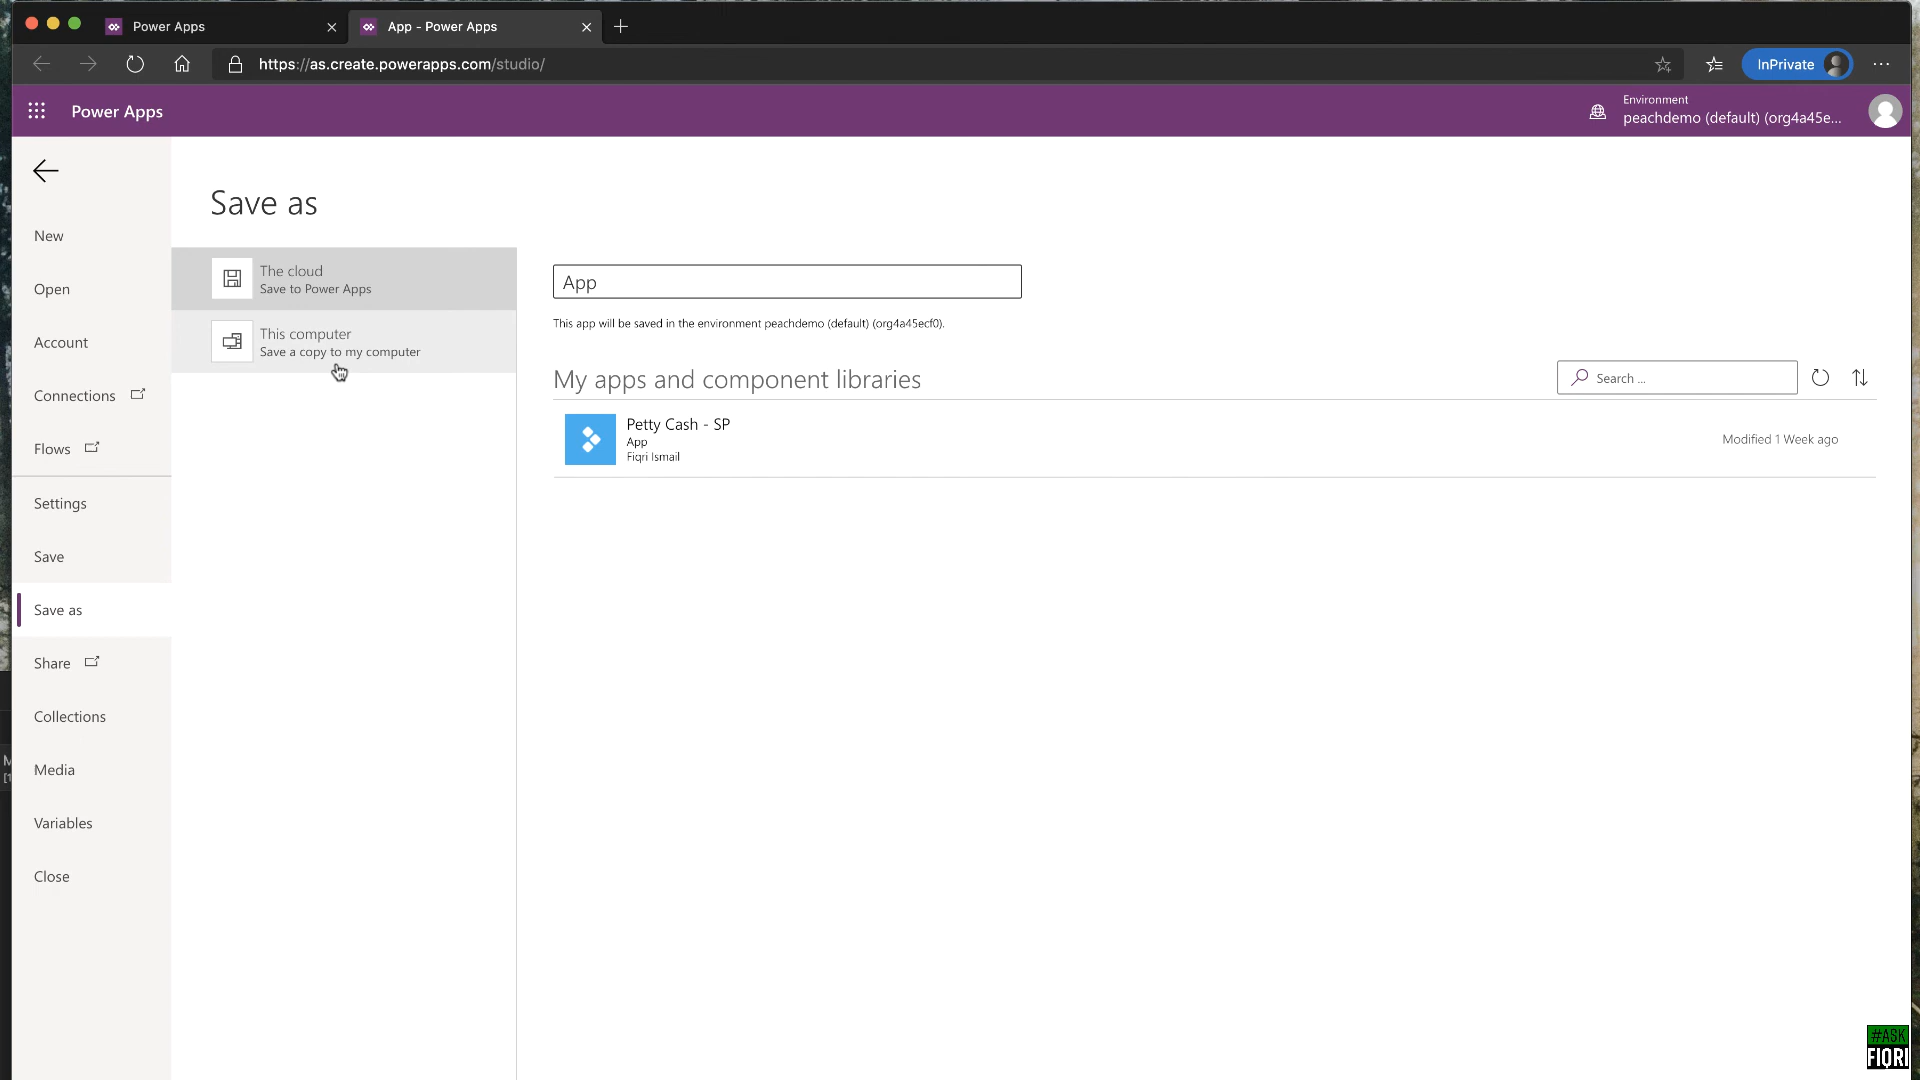 Power Apps
App - Power Apps
https://as.create.powerapps.com/studio/
InPrivate
Power Apps
Environment
peachdemo (default) (org4a45e...
Save as
New
Open
Account
Connections
Flows
Settings
Save
Save as
Share
Collections
Media
Variables
Close
The cloud
Save to Power Apps
This computer
Save a copy to my computer
App
This app will be saved in the environment peachdemo (default) (org4a45ecf0).
My apps and component libraries
Search ...
Petty Cash - SP
App
Fiqri Ismail
Modified 1 Week ago
#ASK
FIQRI